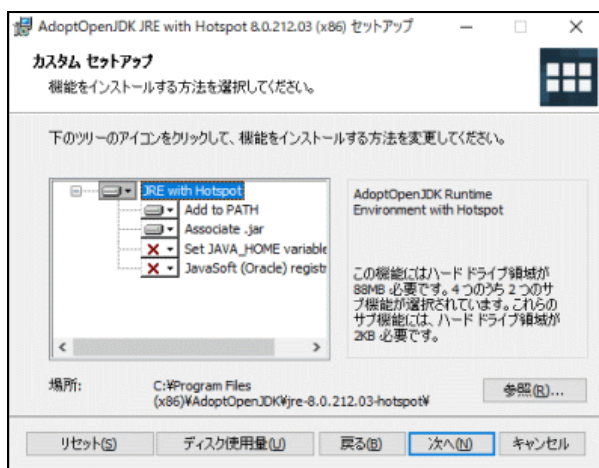 AdoptOpenJDK JRE with Hotspot 8.0.212.03 (x86) セットアップ
カスタム セットアップ
機能をインストールする方法を選択してください。
下のツリーのアイコンをクリックして、機能をインストールする方法を変更してください。
JRE with Hotspot
Add to PATH
Associate .jar
Set JAVA_HOME variable
JavaSoft (Oracle) registr
AdoptOpenJDK Runtime
Environment with Hotspot
この機能にはハード ドライブ領域が
88MB 必要です。4 つのうち 2 つのサ
ブ機能が選択されています。これらの
サブ機能には、ハード ドライブ領域が
2KB 必要です。
場所:
C:¥Program Files
(x86)¥AdoptOpenJDK¥jre-8.0.212.03-hotspot¥
参照(R)...
リセット(S)
ディスク使用量(U)
戻る(B)
次へ(N)
キャンセル